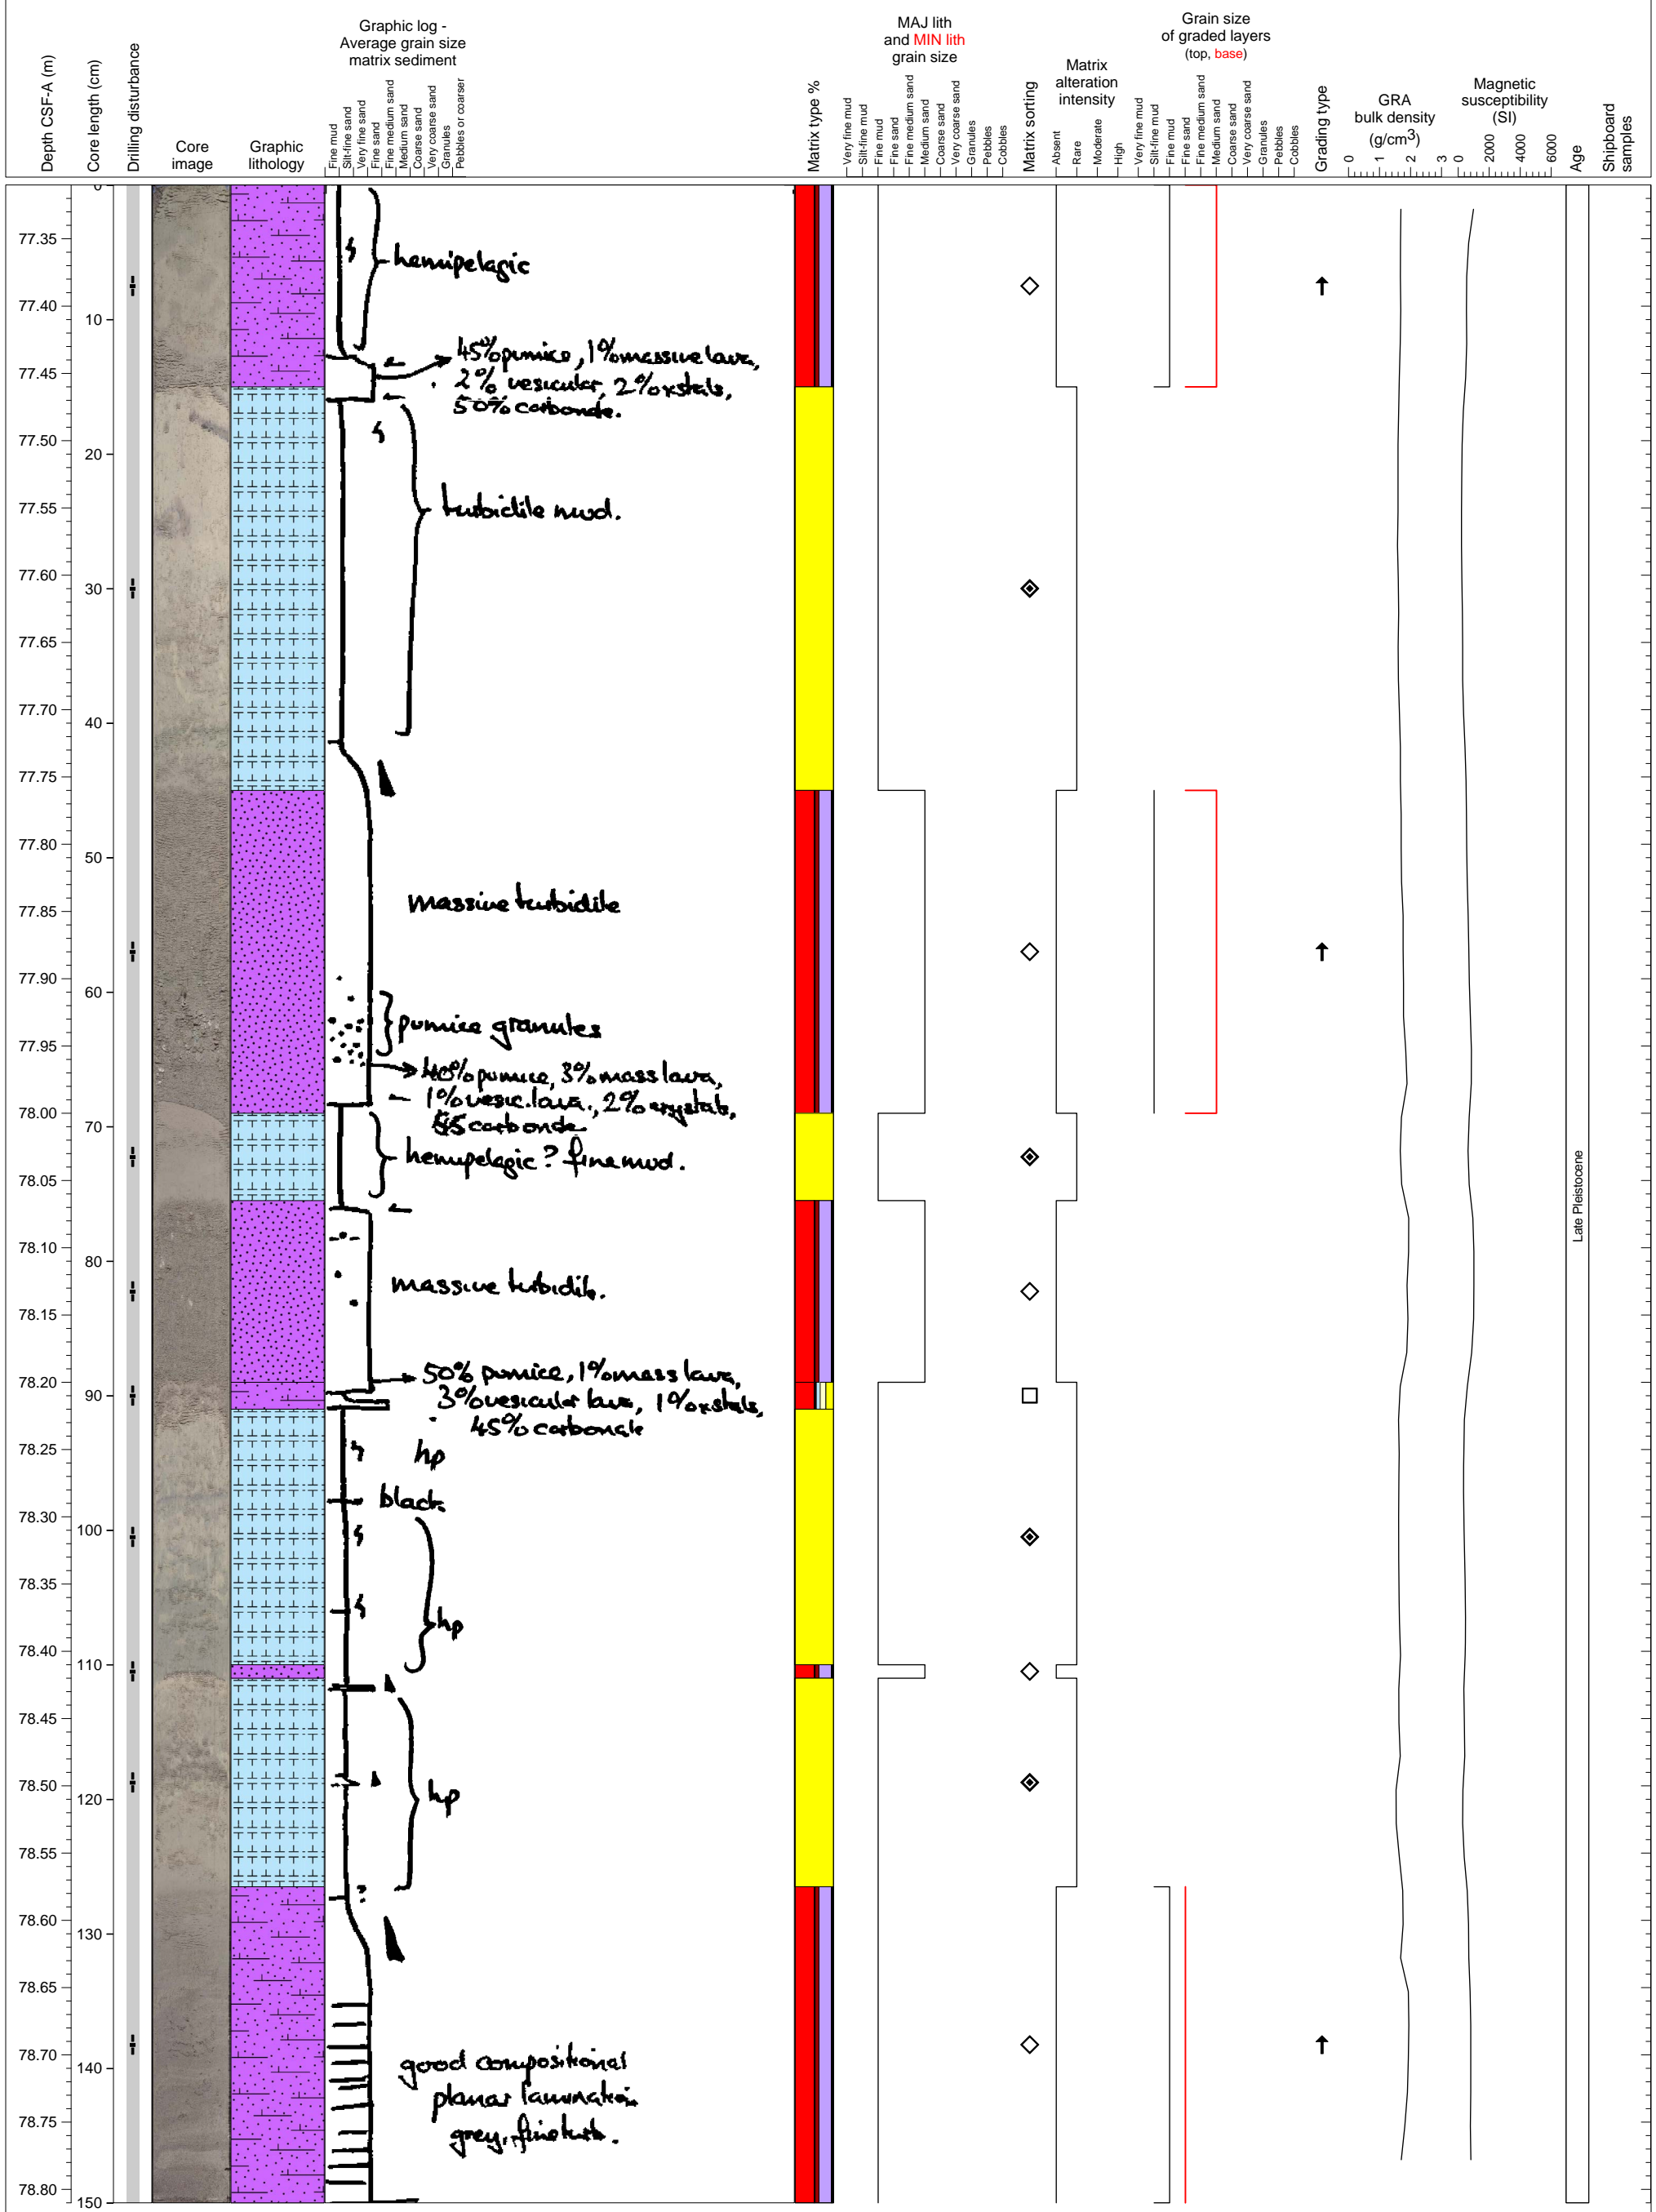 Depth CSF-A (m)
Core length (cm)
Drilling disturbance
Core
image
Graphic
lithology
Graphic log -
Average grain size
matrix sediment
Fine mud
Silt-fine sand
Very fine sand
Fine sand
Fine medium sand
Medium sand
Coarse sand
Very coarse sand
Granules
Pebbles or coarser
Matrix type %
MAJ lith
and MIN lith
grain size
Very fine mud
Silt-fine mud
Fine mud
Fine sand
Fine medium sand
Medium sand
Coarse sand
Very coarse sand
Granules
Pebbles
Cobbles
Matrix sorting
Matrix
alteration
intensity
Absent
Rare
Moderate
High
Grain size
of graded layers
(top, base)
Very fine mud
Silt-fine mud
Fine mud
Fine sand
Fine medium sand
Medium sand
Coarse sand
Very coarse sand
Granules
Pebbles
Cobbles
Grading type
GRA
bulk density
(g/cm3)
0 1 2 3
Magnetic
susceptibility
(SI)
0 2000 4000 6000
Age
Shipboard
samples
0
77.35
77.40
10
77.45
77.50
20
77.55
77.60
30
77.65
77.70
40
77.75
77.80
50
77.85
77.90
60
77.95
78.00
70
78.05
78.10
80
78.15
78.20
90
78.25
78.30
100
78.35
78.40
110
78.45
78.50
120
78.55
78.60
130
78.65
78.70
140
78.75
78.80
150
hemipelagic
45% pumice, 1% massive lava,
2% vesicular, 2% xstals,
50% carbonate.
turbidite mud.
massive turbidite
pumice granules
40% pumice, 3% mass lava,
1% vesic. lava., 2% crystals,
55 carbonate
hemipelagic? fine mud.
massive turbidite.
50% pumice, 1% mass lava,
3% vesicular lava, 1% xstals,
45% carbonate
hp
black
hp
hp
?
good compositional
planar lamination
grey, fine turb.
Late Pleistocene